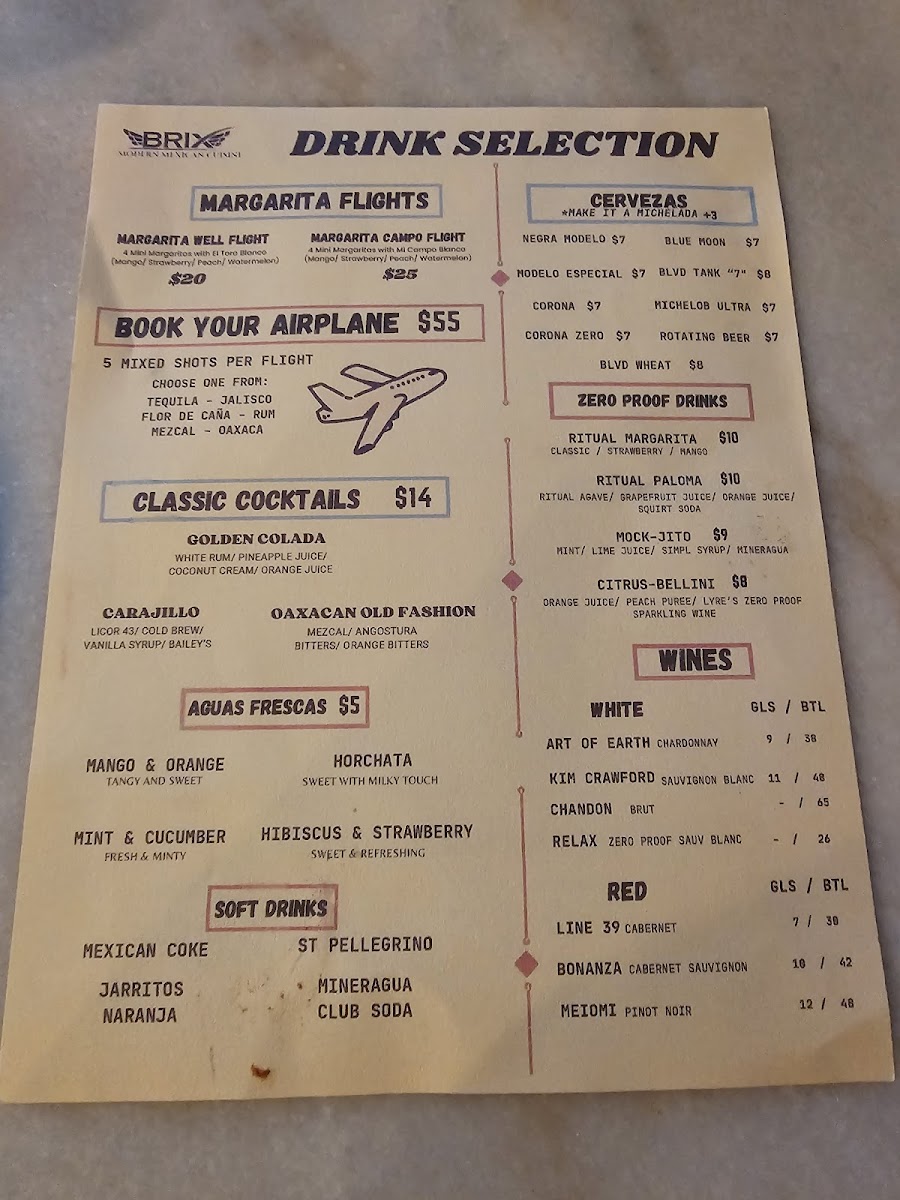 BRIX
MODERN MEXICAN CUISINE
DRINK SELECTION
MARGARITA FLIGHTS
MARGARITA WELL FLIGHT
4 Mini Margaritas with El Toro Blanco
(Mango/ Strawberry/ Peach/ Watermelon)
$20
MARGARITA CAMPO FLIGHT
4 Mini Margaritas with Mi Campo Blanco
(Mango/ Strawberry/ Peach/ Watermelon)
$25
BOOK YOUR AIRPLANE $55
5 MIXED SHOTS PER FLIGHT
CHOOSE ONE FROM:
TEQUILA - JALISCO
FLOR DE CAÑA - RUM
MEZCAL - OAXACA
CLASSIC COCKTAILS $14
GOLDEN COLADA
WHITE RUM/ PINEAPPLE JUICE/
COCONUT CREAM/ ORANGE JUICE
CARAJILLO
LICOR 43/ COLD BREW/
VANILLA SYRUP/ BAILEY'S
OAXACAN OLD FASHION
MEZCAL/ ANGOSTURA
BITTERS/ ORANGE BITTERS
AGUAS FRESCAS $5
MANGO & ORANGE
TANGY AND SWEET
HORCHATA
SWEET WITH MILKY TOUCH
MINT & CUCUMBER
FRESH & MINTY
HIBISCUS & STRAWBERRY
SWEET & REFRESHING
SOFT DRINKS
MEXICAN COKE
ST PELLEGRINO
JARRITOS
NARANJA
MINERAGUA
CLUB SODA
CERVEZAS
*MAKE IT A MICHELADA +3
NEGRA MODELO $7
BLUE MOON $7
MODELO ESPECIAL $7
BLVD TANK "7" $8
CORONA $7
MICHELOB ULTRA $7
CORONA ZERO $7
ROTATING BEER $7
BLVD WHEAT $8
ZERO PROOF DRINKS
RITUAL MARGARITA $10
CLASSIC / STRAWBERRY / MANGO
RITUAL PALOMA $10
RITUAL AGAVE/ GRAPEFRUIT JUICE/ ORANGE JUICE/
SQUIRT SODA
MOCK-JITO $9
MINT/ LIME JUICE/ SIMPL SYRUP/ MINERAGUA
CITRUS-BELLINI $8
ORANGE JUICE/ PEACH PUREE/ LYRE'S ZERO PROOF
SPARKLING WINE
WINES
WHITE GLS / BTL
ART OF EARTH CHARDONNAY 9 / 38
KIM CRAWFORD SAUVIGNON BLANC 11 / 48
CHANDON BRUT - / 65
RELAX ZERO PROOF SAUV BLANC - / 26
RED GLS / BTL
LINE 39 CABERNET 7 / 30
BONANZA CABERNET SAUVIGNON 10 / 42
MEIOMI PINOT NOIR 12 / 48